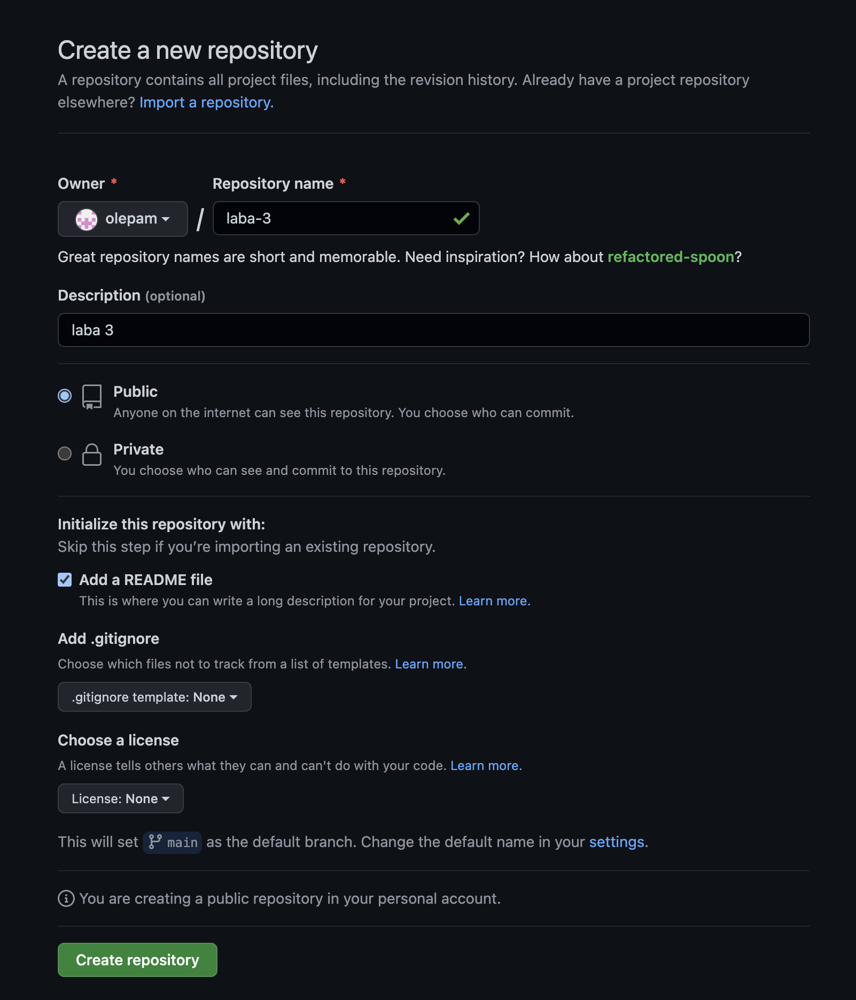 Create a new repository
A repository contains all project files, including the revision history. Already have a project repository
elsewhere? Import a repository.
Owner *
Repository name *
olepam
/
laba-3
Great repository names are short and memorable. Need inspiration? How about refactored-spoon?
Description (optional)
laba 3
Public
Anyone on the internet can see this repository. You choose who can commit.
Private
You choose who can see and commit to this repository.
Initialize this repository with:
Skip this step if you’re importing an existing repository.
Add a README file
This is where you can write a long description for your project. Learn more.
Add .gitignore
Choose which files not to track from a list of templates. Learn more.
.gitignore template: None
Choose a license
A license tells others what they can and can't do with your code. Learn more.
License: None
This will set main as the default branch. Change the default name in your settings.
You are creating a public repository in your personal account.
Create repository